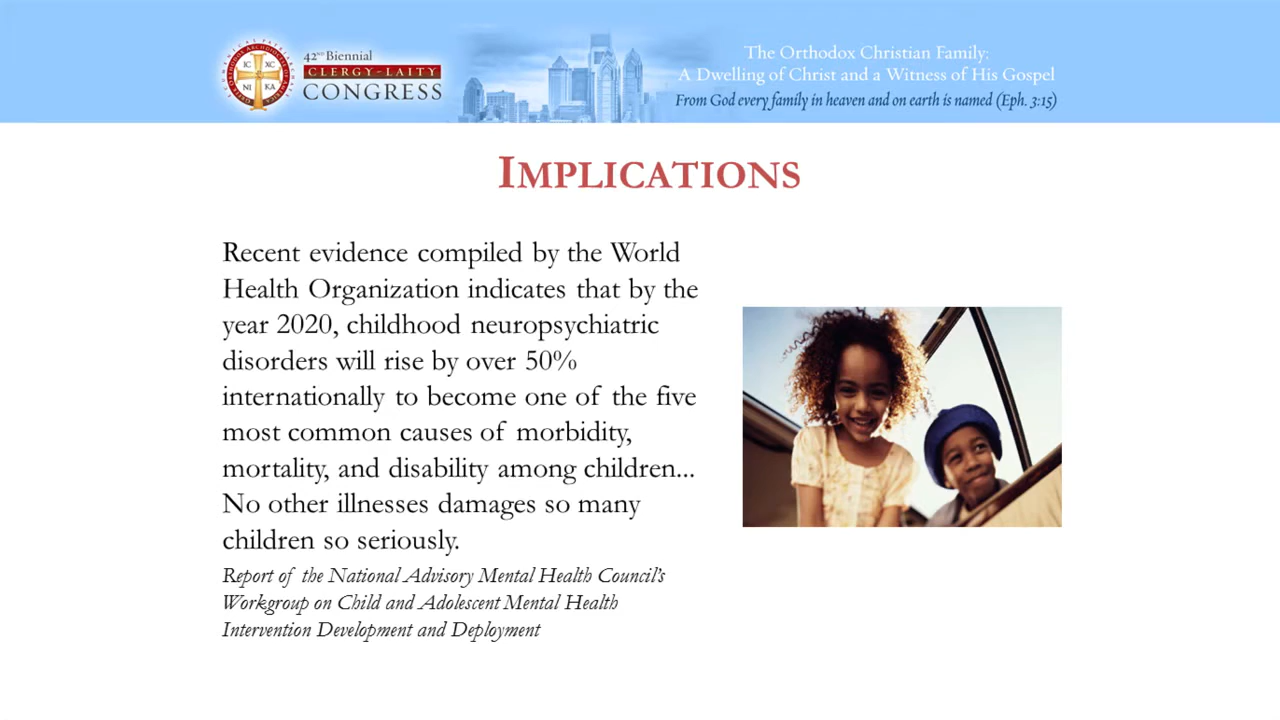 42ND Biennial
CLERGY-LAITY
CONGRESS
IC XC
NI KA
The Orthodox Christian Family:
A Dwelling of Christ and a Witness of His Gospel
From God every family in heaven and on earth is named (Eph. 3:15)
IMPLICATIONS
Recent evidence compiled by the World
Health Organization indicates that by the
year 2020, childhood neuropsychiatric
disorders will rise by over 50%
internationally to become one of the five
most common causes of morbidity,
mortality, and disability among children...
No other illnesses damages so many
children so seriously.
Report of the National Advisory Mental Health Council's
Workgroup on Child and Adolescent Mental Health
Intervention Development and Deployment